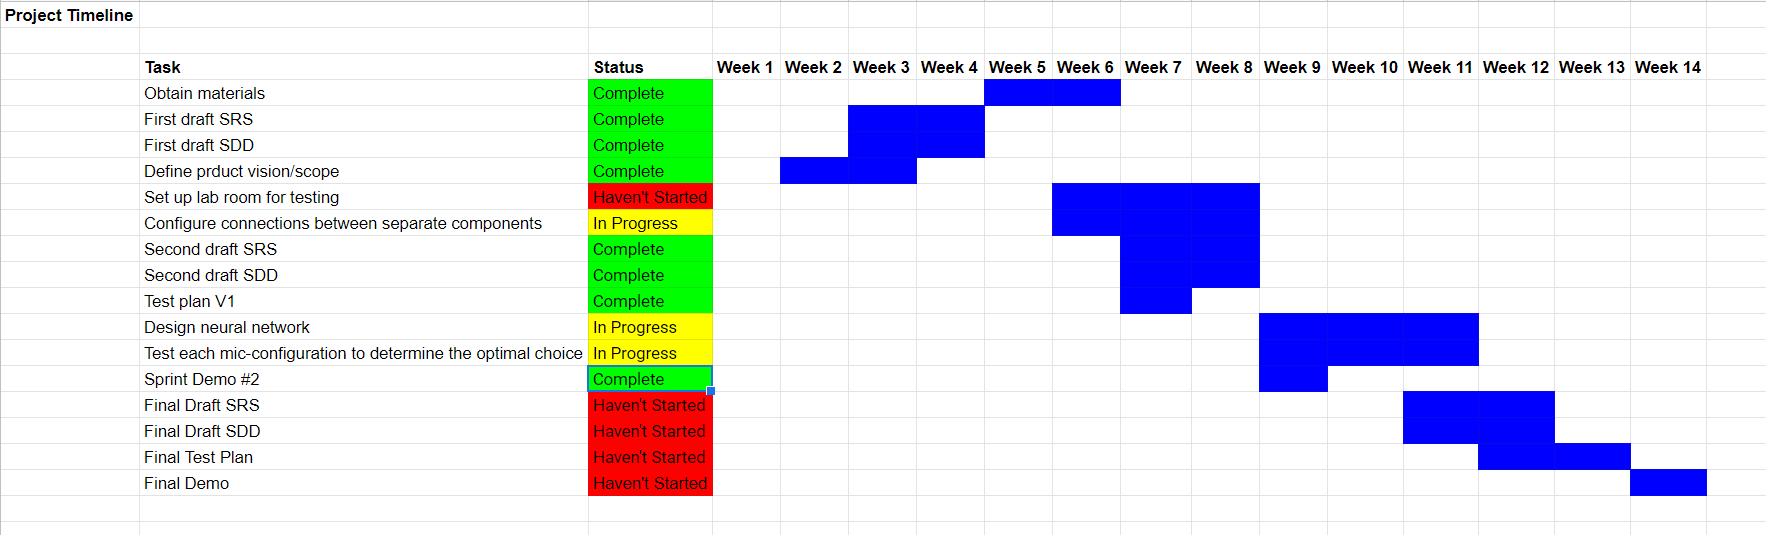 Project Timeline
Task Status Week 1 Week 2 Week 3 Week 4 Week 5 Week 6 Week 7 Week 8 Week 9 Week 10 Week 11 Week 12 Week 13 Week 14
Obtain materials Complete
First draft SRS Complete
First draft SDD Complete
Define prduct vision/scope Complete
Set up lab room for testing Haven't Started
Configure connections between separate components In Progress
Second draft SRS Complete
Second draft SDD Complete
Test plan V1 Complete
Design neural network In Progress
Test each mic-configuration to determine the optimal choice In Progress
Sprint Demo #2 Complete
Final Draft SRS Haven't Started
Final Draft SDD Haven't Started
Final Test Plan Haven't Started
Final Demo Haven't Started